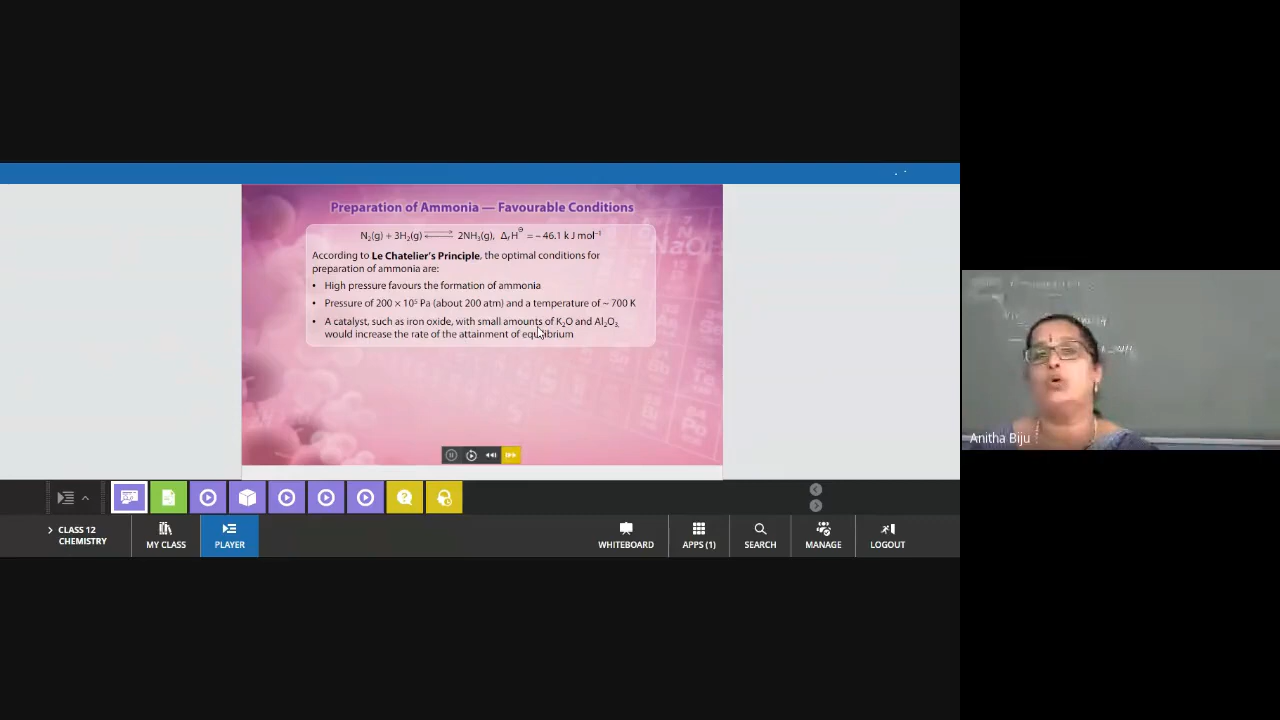 Preparation of Ammonia — Favourable Conditions
N₂(g) + 3H₂(g) ⇌ 2NH₃(g), ΔfH⊖ = – 46.1 k J mol⁻¹
According to Le Chatelier's Principle, the optimal conditions for
preparation of ammonia are:
• High pressure favours the formation of ammonia
• Pressure of 200 × 10⁵ Pa (about 200 atm) and a temperature of ~ 700 K
• A catalyst, such as iron oxide, with small amounts of K₂O and Al₂O₃,
would increase the rate of the attainment of equilibrium
Anitha Biju
CLASS 12
CHEMISTRY
MY CLASS
PLAYER
WHITEBOARD
APPS (1)
SEARCH
MANAGE
LOGOUT